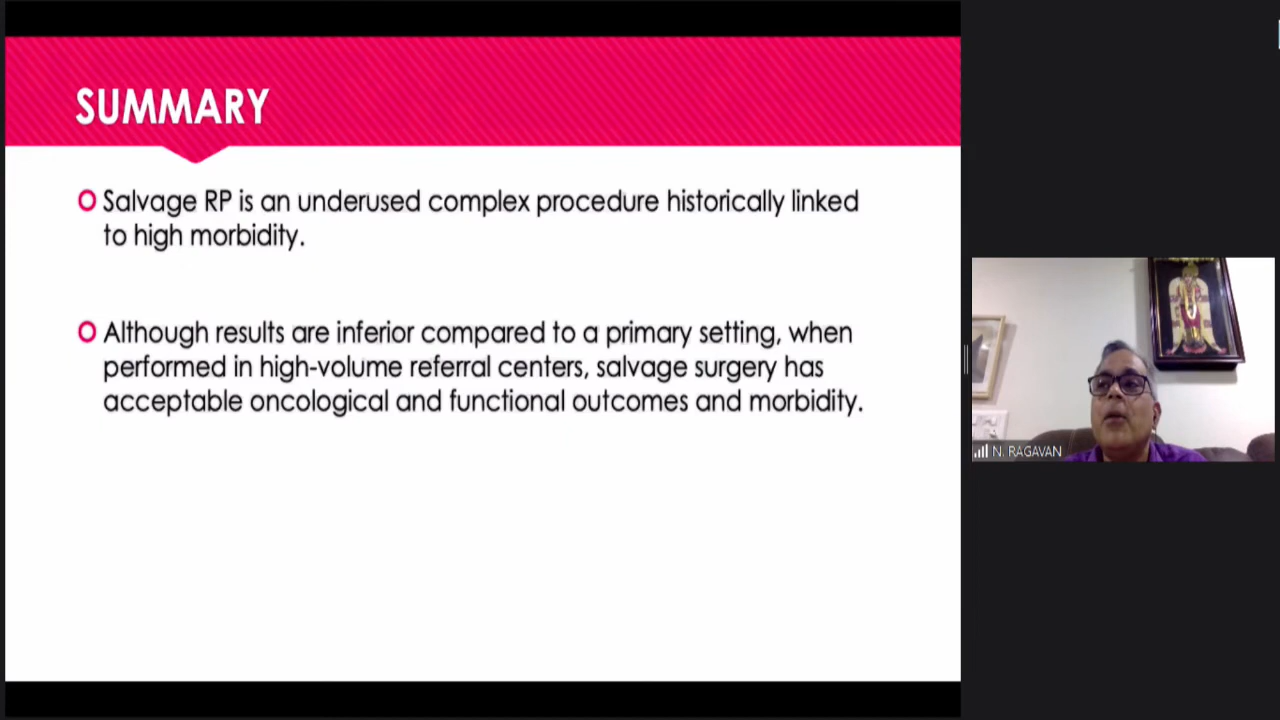 SUMMARY
Salvage RP is an underused complex procedure historically linked
to high morbidity.
Although results are inferior compared to a primary setting, when
performed in high-volume referral centers, salvage surgery has
acceptable oncological and functional outcomes and morbidity.
N. RAGAVAN